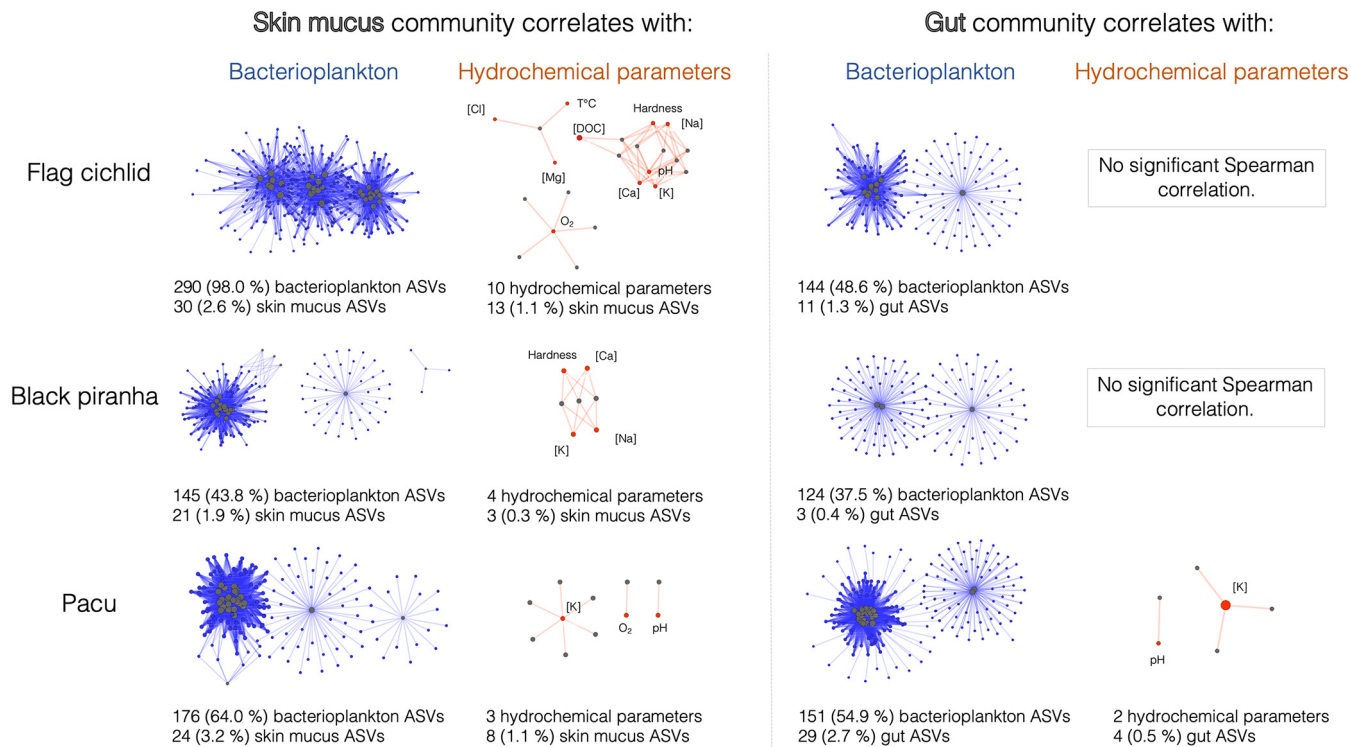 Skin mucus community correlates with:
Gut community correlates with:
Bacterioplankton
Hydrochemical parameters
Bacterioplankton
Hydrochemical parameters
Flag cichlid
[Cl]
T°C
[DOC]
Hardness
[Na]
[Mg]
pH
[Ca]
[K]
O₂
No significant Spearman
correlation.
290 (98.0 %) bacterioplankton ASVs
30 (2.6 %) skin mucus ASVs
10 hydrochemical parameters
13 (1.1 %) skin mucus ASVs
144 (48.6 %) bacterioplankton ASVs
11 (1.3 %) gut ASVs
Black piranha
Hardness
[Ca]
[K]
[Na]
No significant Spearman
correlation.
145 (43.8 %) bacterioplankton ASVs
21 (1.9 %) skin mucus ASVs
4 hydrochemical parameters
3 (0.3 %) skin mucus ASVs
124 (37.5 %) bacterioplankton ASVs
3 (0.4 %) gut ASVs
Pacu
[K]
O₂
pH
pH
[K]
176 (64.0 %) bacterioplankton ASVs
24 (3.2 %) skin mucus ASVs
3 hydrochemical parameters
8 (1.1 %) skin mucus ASVs
151 (54.9 %) bacterioplankton ASVs
29 (2.7 %) gut ASVs
2 hydrochemical parameters
4 (0.5 %) gut ASVs